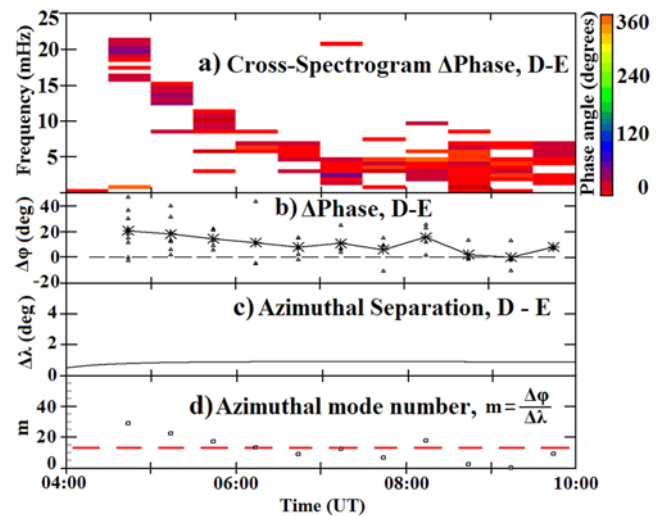 25
20
15
10
5
Frequency (mHz)
a) Cross-Spectrogram ΔPhase, D-E
360
240
120
0
Phase angle (degrees)
40
20
0
-20
Δφ (deg)
b) ΔPhase, D-E
4
2
0
Δλ (deg)
c) Azimuthal Separation, D - E
40
20
0
m
d) Azimuthal mode number, m = Δφ/Δλ
04:00 06:00 08:00 10:00
Time (UT)